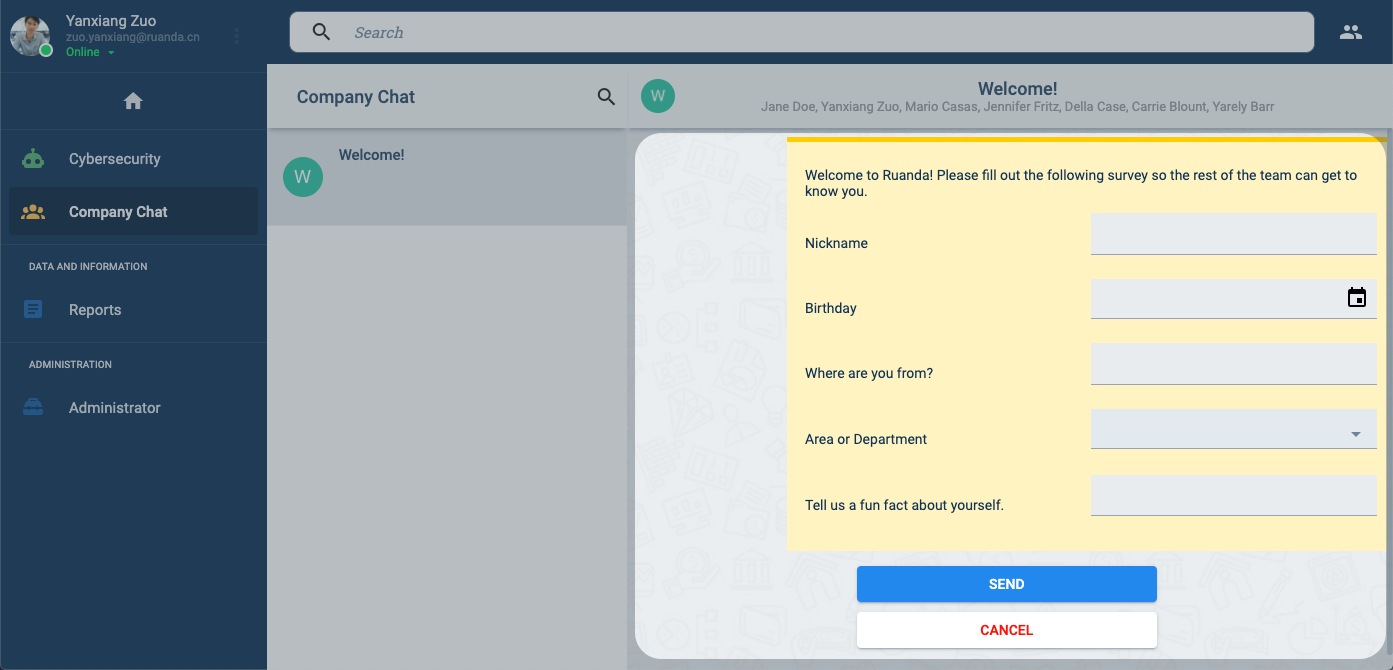 Yanxiang Zuo
zuo.yanxiang@ruanda.cn
Online
Search
Cybersecurity
Company Chat
DATA AND INFORMATION
Reports
ADMINISTRATION
Administrator
Company Chat
W
Welcome!
W
Welcome!
Jane Doe, Yanxiang Zuo, Mario Casas, Jennifer Fritz, Della Case, Carrie Blount, Yarely Barr
Welcome to Ruanda! Please fill out the following survey so the rest of the team can get to
know you.
Nickname
Birthday
Where are you from?
Area or Department
Tell us a fun fact about yourself.
SEND
CANCEL